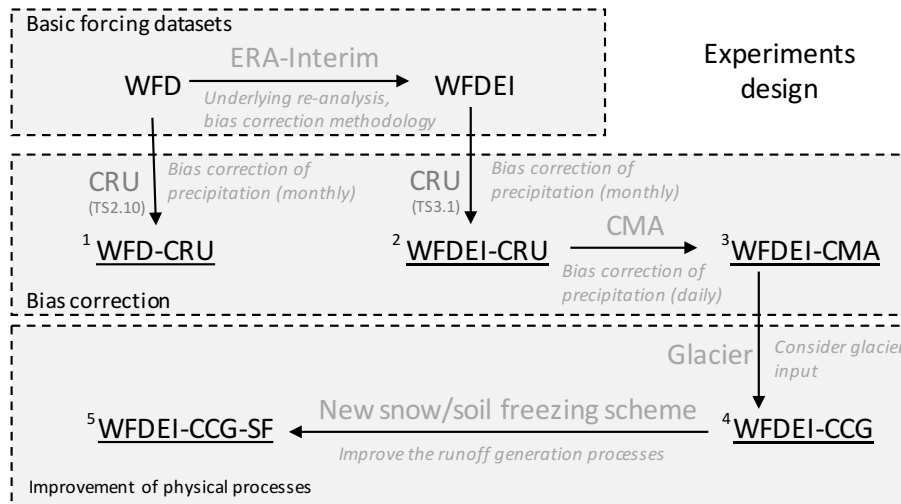 Basic forcing datasets
ERA-Interim
WFD
WFDEI
Underlying re-analysis,
bias correction methodology
Experiments
design
CRU
(TS2.10)
Bias correction of
precipitation (monthly)
CRU
(TS3.1)
Bias correction of
precipitation (monthly)
CMA
1 WFD-CRU
2 WFDEI-CRU
3 WFDEI-CMA
Bias correction of
precipitation (daily)
Bias correction
Glacier
Consider glacier
input
New snow/soil freezing scheme
5 WFDEI-CCG-SF
4 WFDEI-CCG
Improve the runoff generation processes
Improvement of physical processes